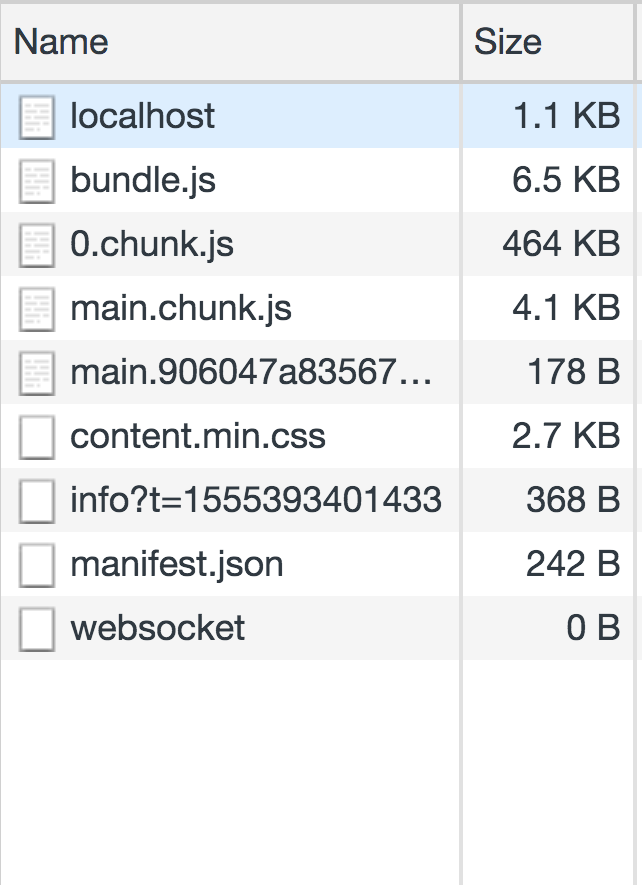 Name Size
localhost 1.1 KB
bundle.js 6.5 KB
0.chunk.js 464 KB
main.chunk.js 4.1 KB
main.906047a83567... 178 B
content.min.css 2.7 KB
info?t=1555393401433 368 B
manifest.json 242 B
websocket 0 B